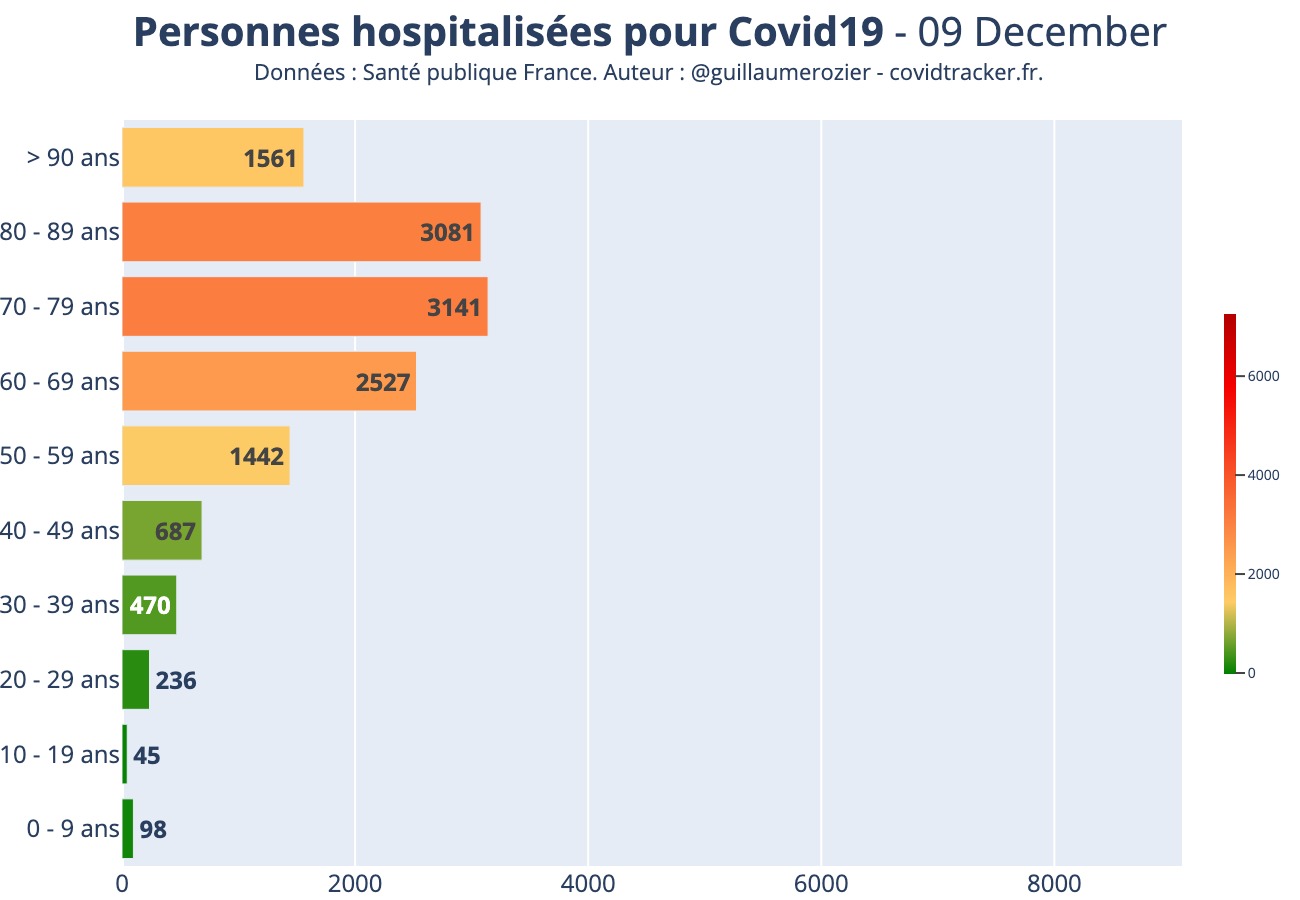 Personnes hospitalisées pour Covid19 - 09 December
Données : Santé publique France. Auteur : @guillaumerozier - covidtracker.fr.
> 90 ans 1561
80 - 89 ans 3081
70 - 79 ans 3141
60 - 69 ans 2527
50 - 59 ans 1442
40 - 49 ans 687
30 - 39 ans 470
20 - 29 ans 236
10 - 19 ans 45
0 - 9 ans 98
0 2000 4000 6000 8000
6000
4000
2000
0